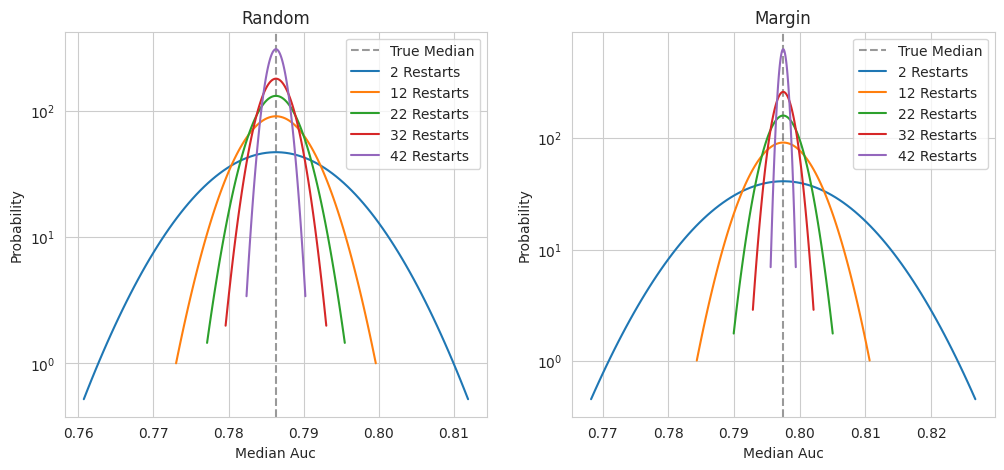 Random
Probability
10²
10¹
10⁰
0.76 0.77 0.78 0.79 0.80 0.81
Median Auc
True Median
2 Restarts
12 Restarts
22 Restarts
32 Restarts
42 Restarts
Margin
Probability
10²
10¹
10⁰
0.77 0.78 0.79 0.80 0.81 0.82
Median Auc
True Median
2 Restarts
12 Restarts
22 Restarts
32 Restarts
42 Restarts